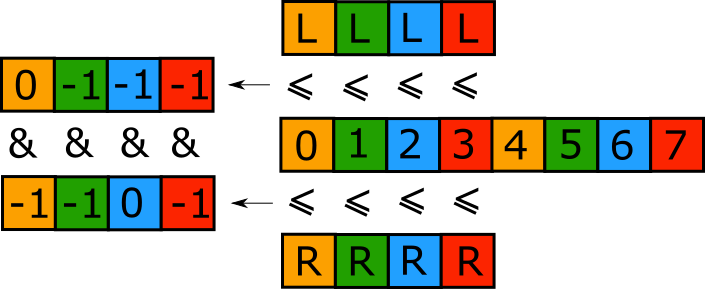 L L L L
0 -1 -1 -1
⩽ ⩽ ⩽ ⩽
& & & &
0 1 2 3 4 5 6 7
-1 -1 0 -1
⩽ ⩽ ⩽ ⩽
R R R R